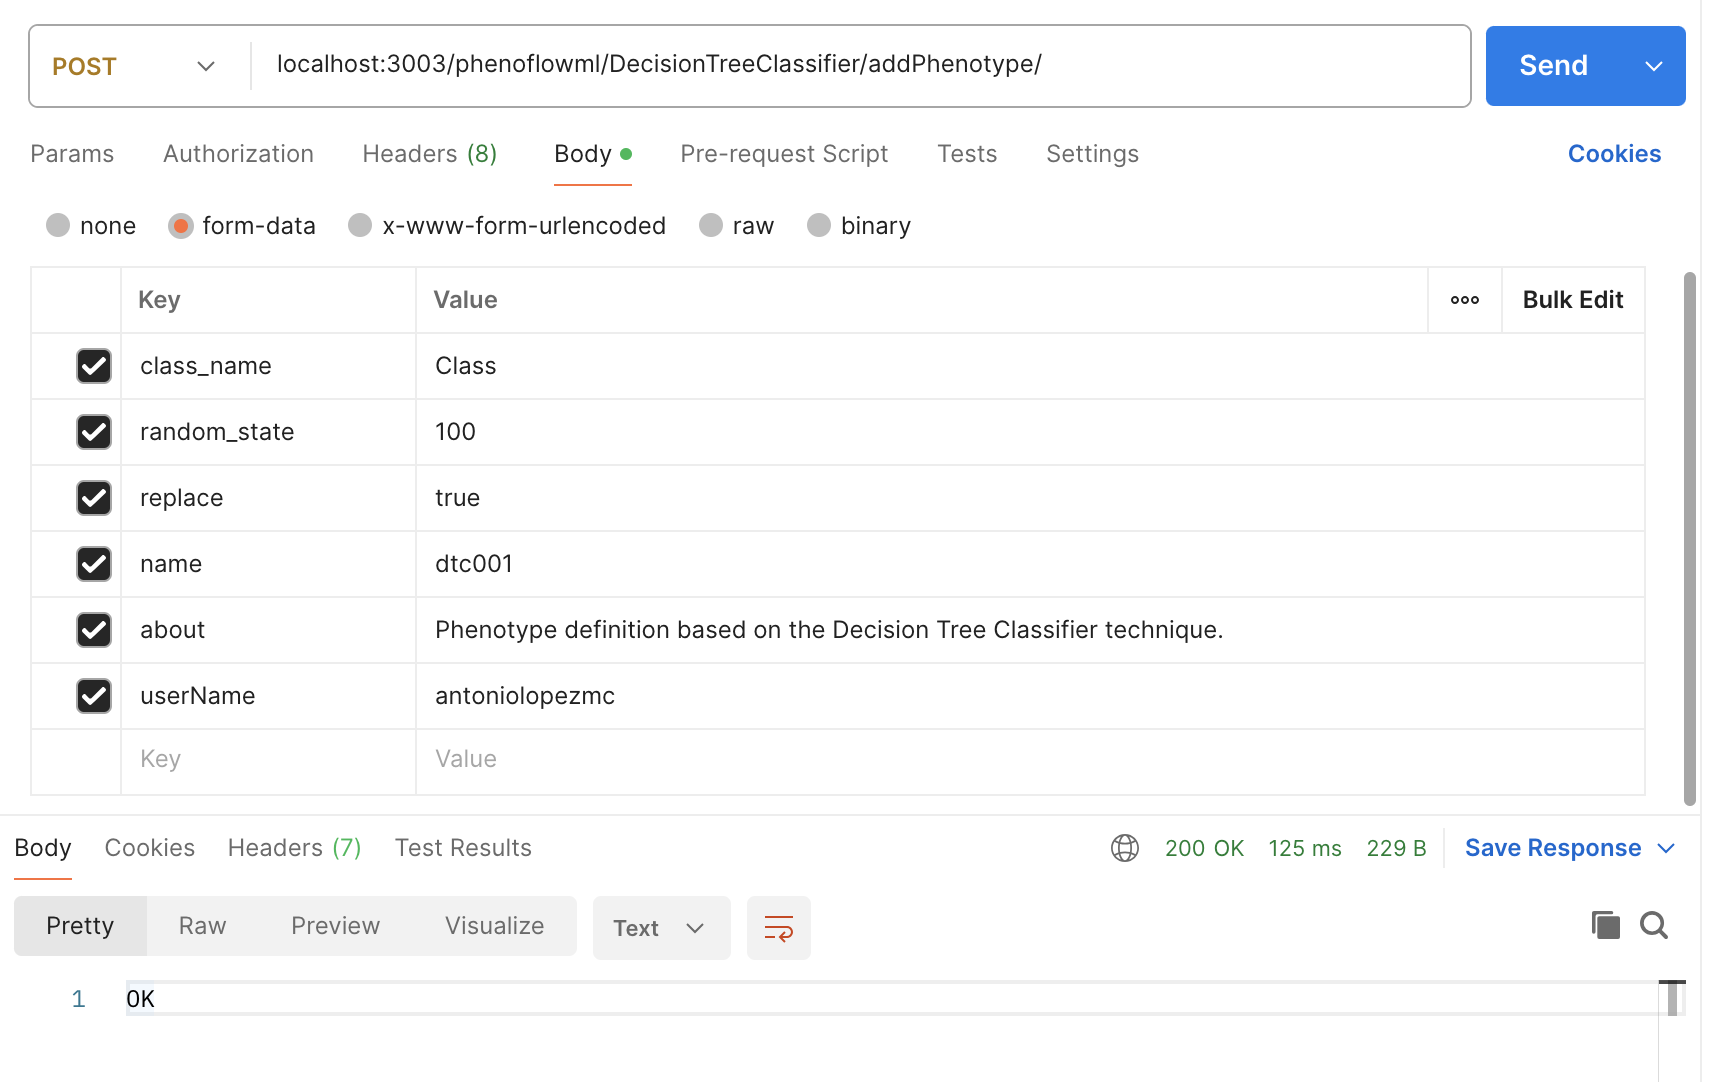 POST localhost:3003/phenoflowml/DecisionTreeClassifier/addPhenotype/ Send
Params Authorization Headers (8) Body Pre-request Script Tests Settings Cookies
none form-data x-www-form-urlencoded raw binary
Key Value Bulk Edit
class_name Class
random_state 100
replace true
name dtc001
about Phenotype definition based on the Decision Tree Classifier technique.
userName antoniolopezmc
Key Value
Body Cookies Headers (7) Test Results 200 OK 125 ms 229 B Save Response
Pretty Raw Preview Visualize Text
1 OK